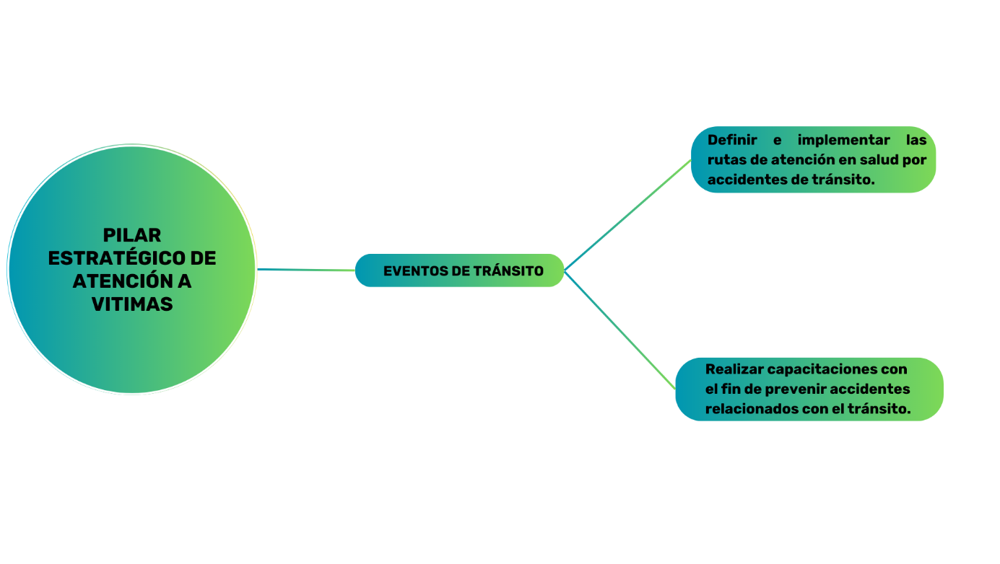 PILAR
ESTRATÉGICO DE
ATENCIÓN A
VITIMAS
EVENTOS DE TRÁNSITO
Definir e implementar las
rutas de atención en salud por
accidentes de tránsito.
Realizar capacitaciones con
el fin de prevenir accidentes
relacionados con el tránsito.